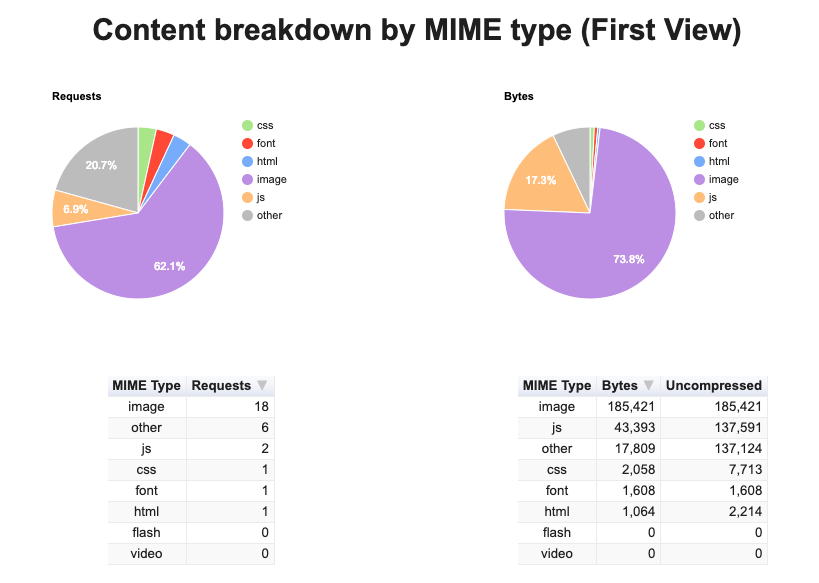 Content breakdown by MIME type (First View)
Requests
20.7%
6.9%
62.1%
css
font
html
image
js
other
Bytes
17.3%
73.8%
css
font
html
image
js
other
MIME Type Requests
image 18
other 6
js 2
css 1
font 1
html 1
flash 0
video 0
MIME Type Bytes Uncompressed
image 185,421 185,421
js 43,393 137,591
other 17,809 137,124
css 2,058 7,713
font 1,608 1,608
html 1,064 2,214
flash 0 0
video 0 0